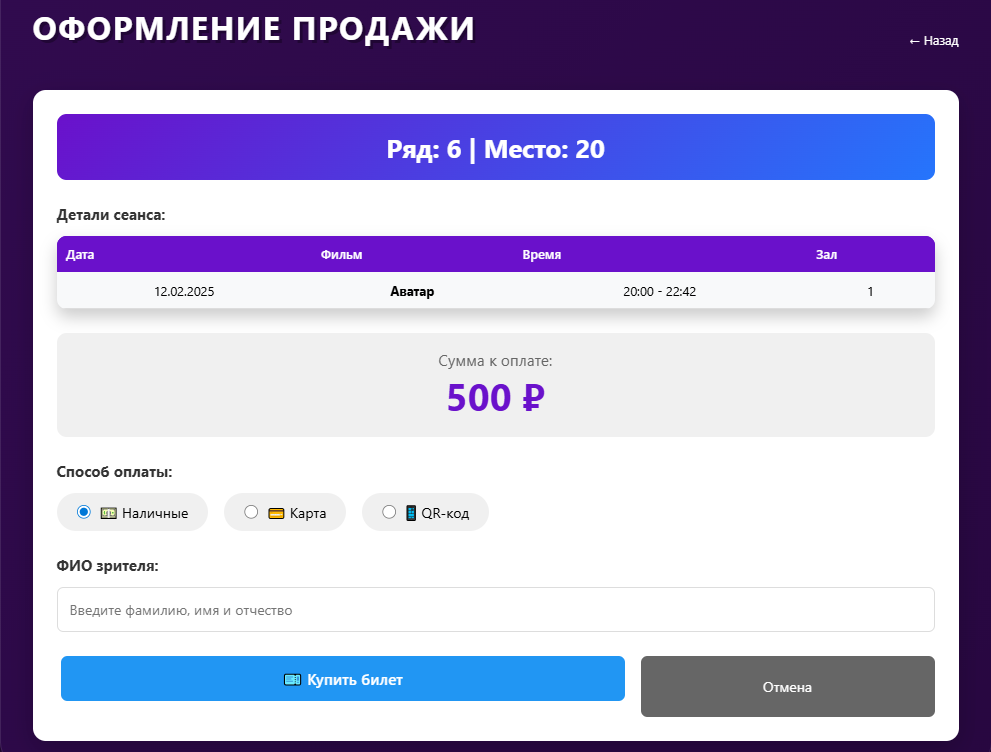 ОФОРМЛЕНИЕ ПРОДАЖИ
← Назад
Ряд: 6 | Место: 20
Детали сеанса:
Дата Фильм Время Зал
12.02.2025 Аватар 20:00 - 22:42 1
Сумма к оплате:
500 ₽
Способ оплаты:
Наличные Карта QR-код
ФИО зрителя:
Введите фамилию, имя и отчество
Купить билет Отмена